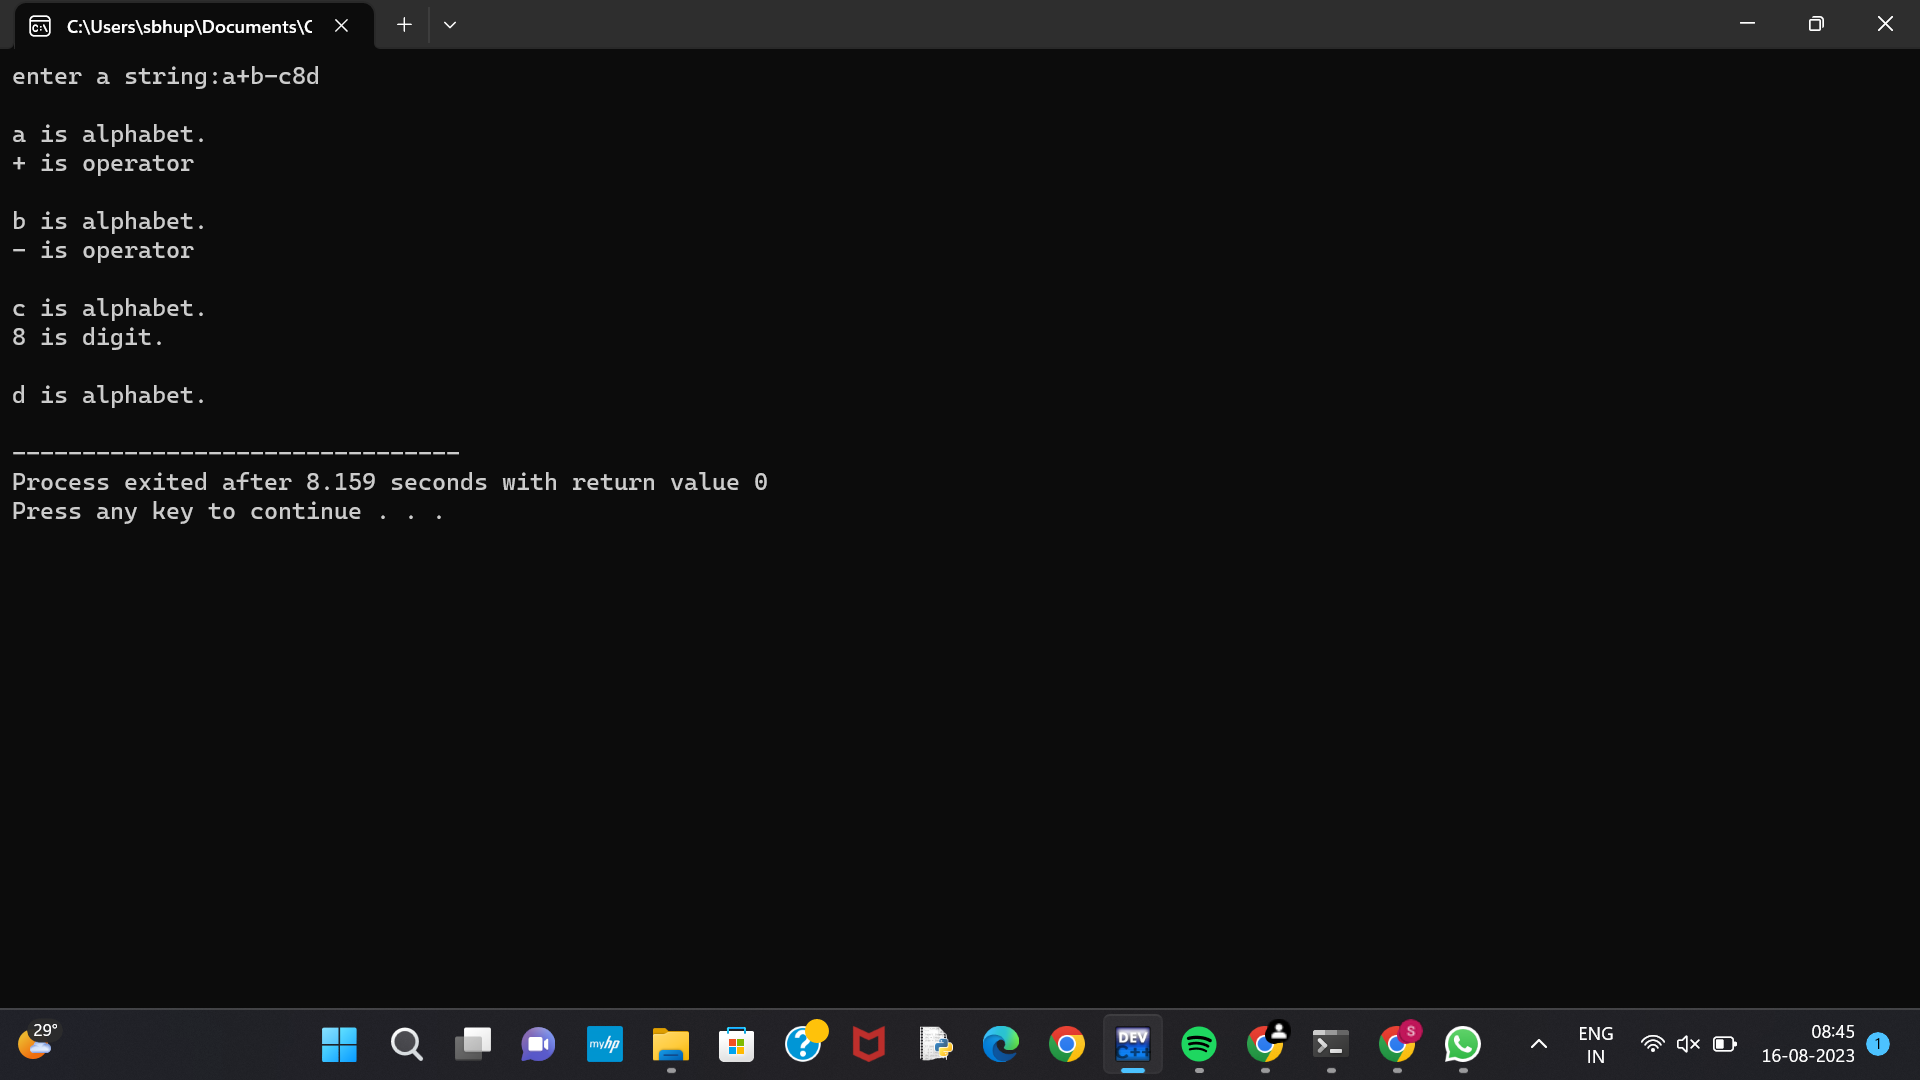 C:\Users\sbhup\Documents\C
enter a string:a+b-c8d
a is alphabet.
+ is operator
b is alphabet.
- is operator
c is alphabet.
8 is digit.
d is alphabet.
--------------------------------
Process exited after 8.159 seconds with return value 0
Press any key to continue . . .
29°
myhp
DEV
C++
S
ENG
IN
08:45
16-08-2023
1